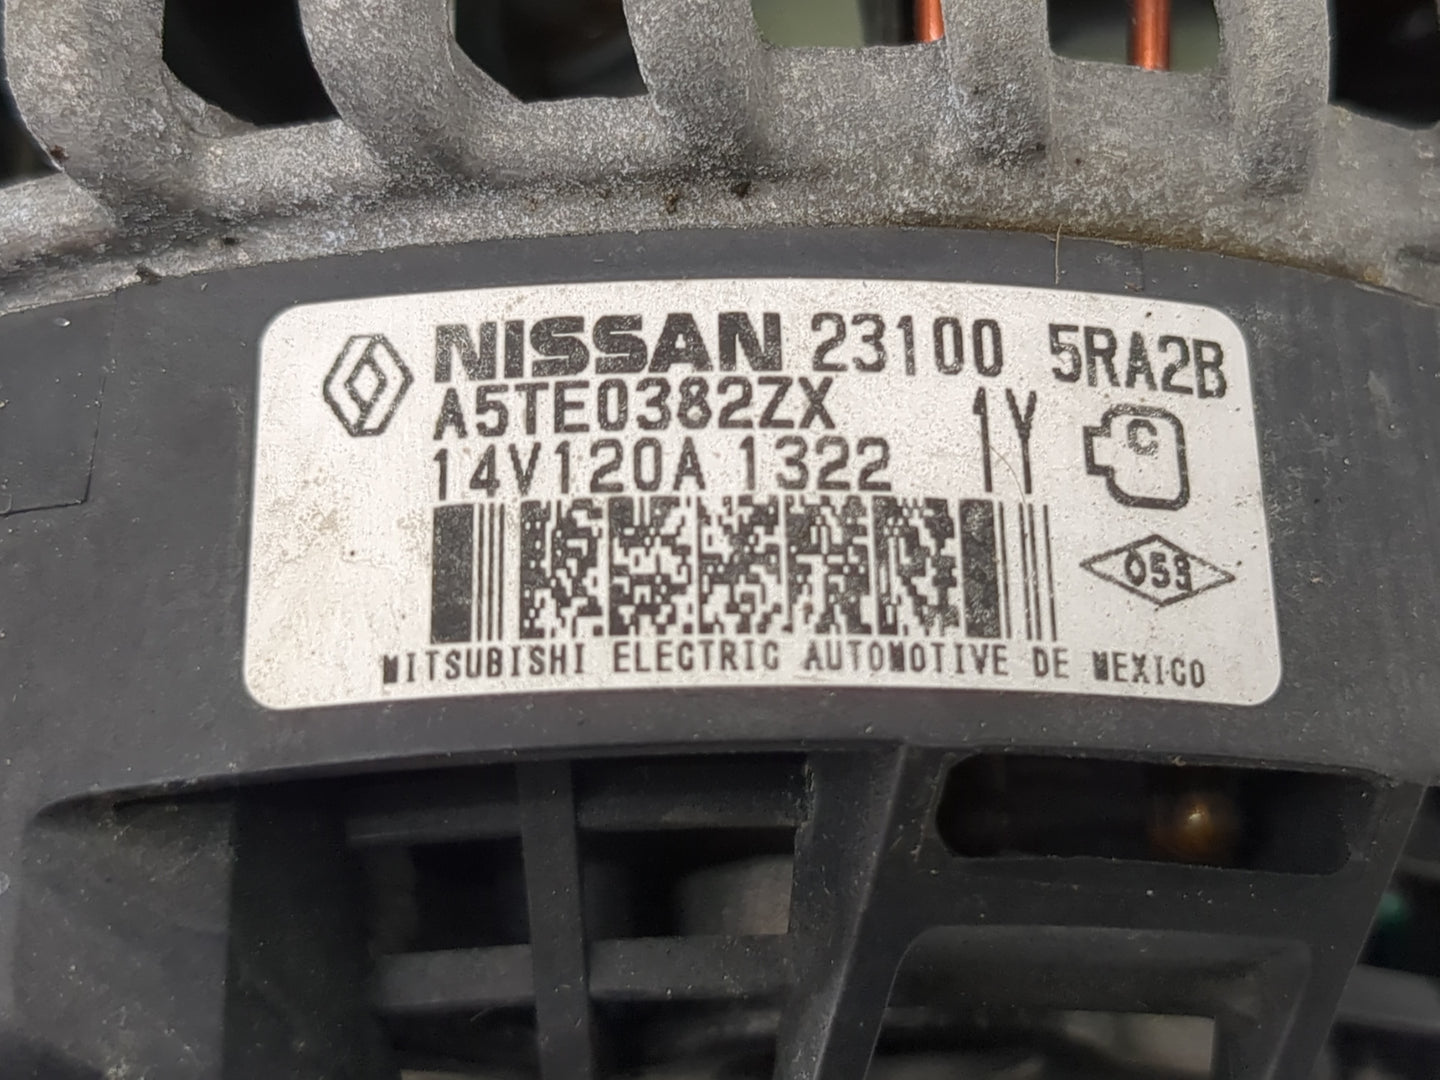 NISSAN 23100 5RA2B
A5TE0382ZX 1Y C
14V120A 1322
059
MITSUBISHI ELECTRIC AUTOMOTIVE DE MEXICO